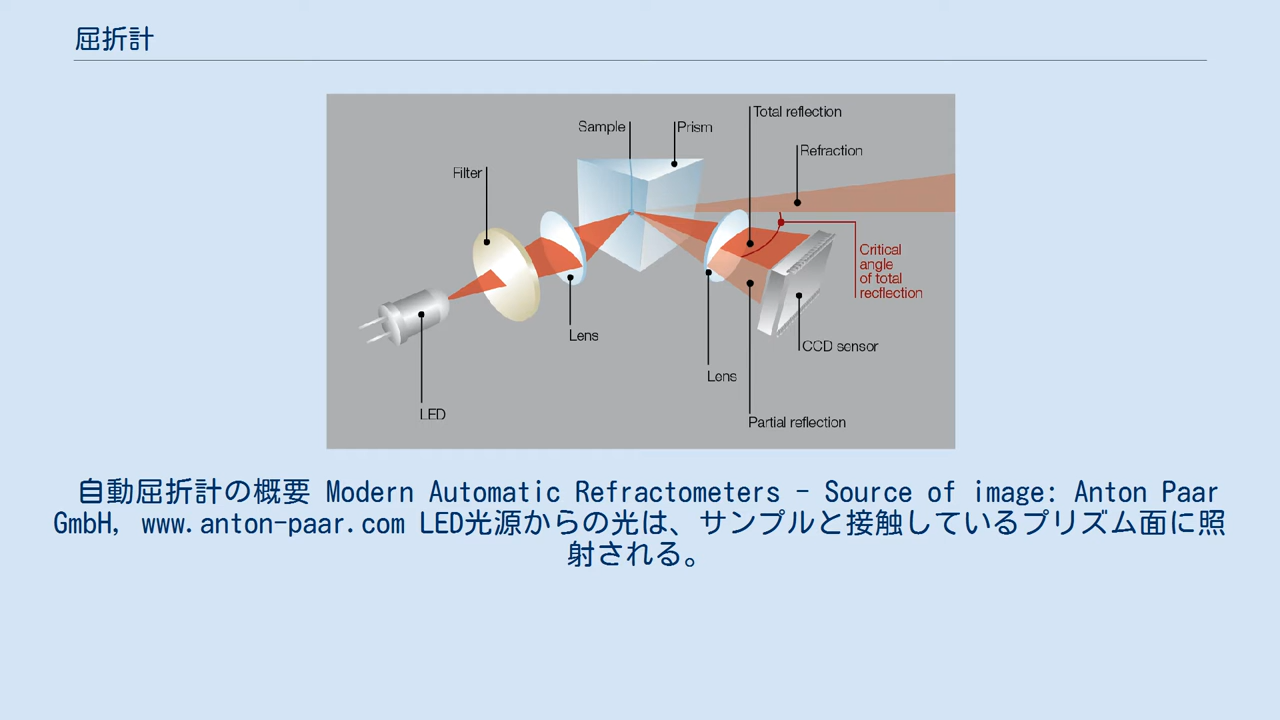 屈折計
Total reflection
Sample
Prism
Refraction
Filter
Critical
angle
of total
recflection
Lens
CCD sensor
Lens
LED
Partial reflection
自動屈折計の概要 Modern Automatic Refractometers – Source of image: Anton Paar
GmbH, www.anton-paar.com LED光源からの光は、サンプルと接触しているプリズム面に照
射される。